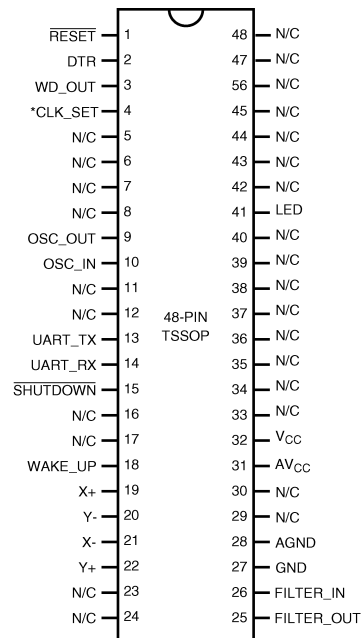 RESET 1 48 N/C
DTR 2 47 N/C
WD_OUT 3 56 N/C
*CLK_SET 4 45 N/C
N/C 5 44 N/C
N/C 6 43 N/C
N/C 7 42 N/C
N/C 8 41 LED
OSC_OUT 9 40 N/C
OSC_IN 10 39 N/C
N/C 11 38 N/C
N/C 12 37 N/C
48-PIN
TSSOP
UART_TX 13 36 N/C
UART_RX 14 35 N/C
SHUTDOWN 15 34 N/C
N/C 16 33 N/C
N/C 17 32 VCC
WAKE_UP 18 31 AVCC
X+ 19 30 N/C
Y- 20 29 N/C
X- 21 28 AGND
Y+ 22 27 GND
N/C 23 26 FILTER_IN
N/C 24 25 FILTER_OUT